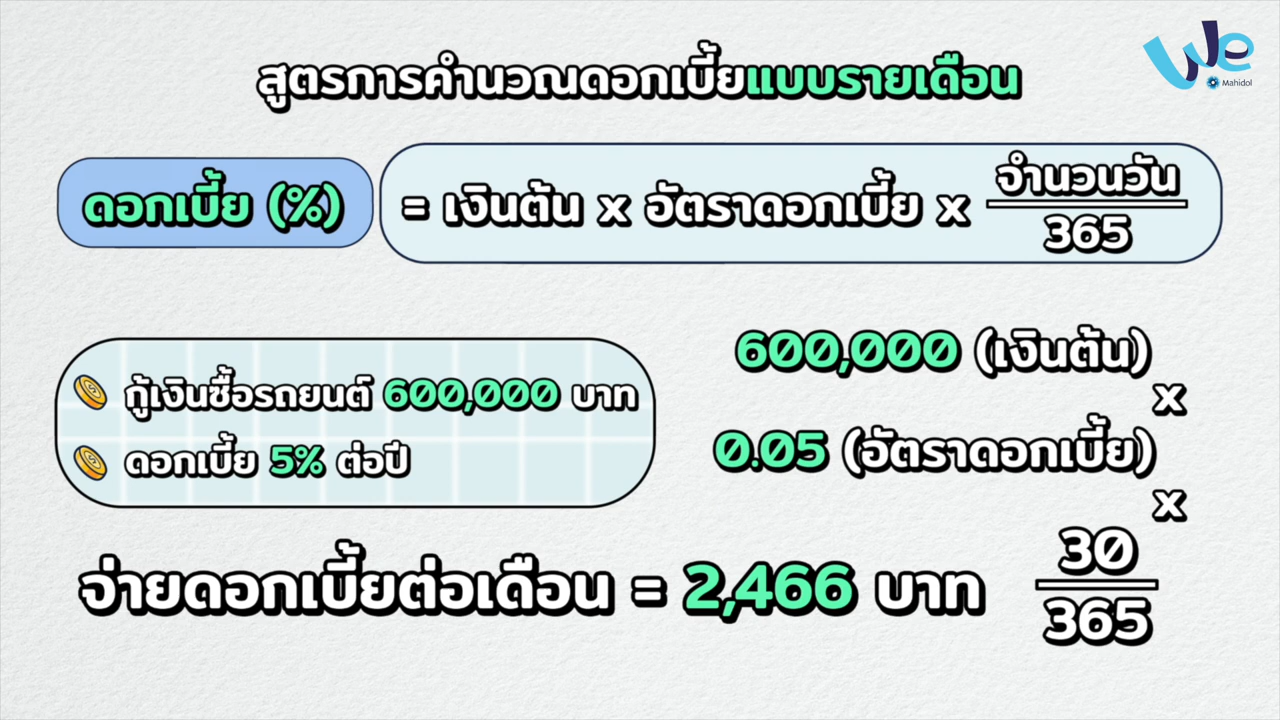 We
Mahidol
สูตรการคำนวณดอกเบี้ยแบบรายเดือน
ดอกเบี้ย (%)
= เงินต้น x อัตราดอกเบี้ย x จำนวนวัน
365
กู้เงินซื้อรถยนต์ 600,000 บาท
ดอกเบี้ย 5% ต่อปี
600,000 (เงินต้น)
x
0.05 (อัตราดอกเบี้ย)
x
30
365
จ่ายดอกเบี้ยต่อเดือน = 2,466 บาท